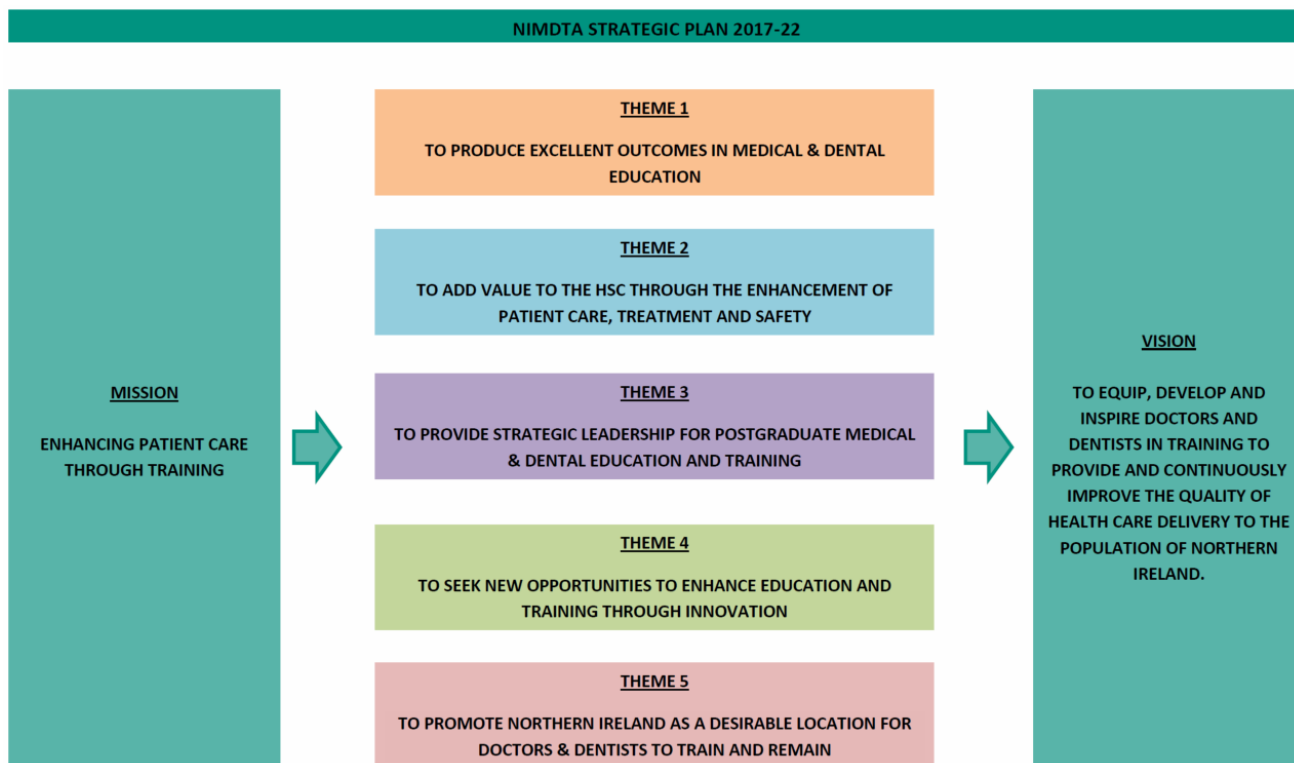 NIMDTA STRATEGIC PLAN 2017-22
MISSION
ENHANCING PATIENT CARE
THROUGH TRAINING
THEME 1
TO PRODUCE EXCELLENT OUTCOMES IN MEDICAL & DENTAL
EDUCATION
THEME 2
TO ADD VALUE TO THE HSC THROUGH THE ENHANCEMENT OF
PATIENT CARE, TREATMENT AND SAFETY
THEME 3
TO PROVIDE STRATEGIC LEADERSHIP FOR POSTGRADUATE MEDICAL
& DENTAL EDUCATION AND TRAINING
THEME 4
TO SEEK NEW OPPORTUNITIES TO ENHANCE EDUCATION AND
TRAINING THROUGH INNOVATION
THEME 5
TO PROMOTE NORTHERN IRELAND AS A DESIRABLE LOCATION FOR
DOCTORS & DENTISTS TO TRAIN AND REMAIN
VISION
TO EQUIP, DEVELOP AND
INSPIRE DOCTORS AND
DENTISTS IN TRAINING TO
PROVIDE AND CONTINUOUSLY
IMPROVE THE QUALITY OF
HEALTH CARE DELIVERY TO THE
POPULATION OF NORTHERN
IRELAND.